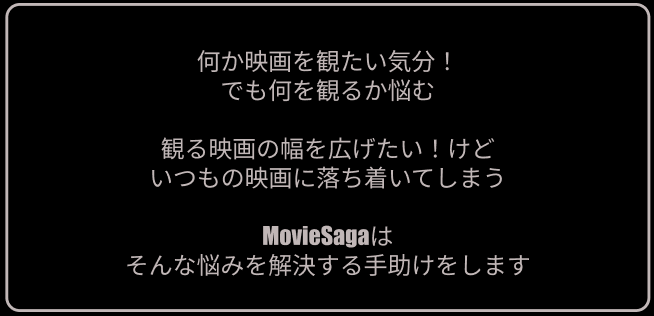 何か映画を観たい気分！
でも何を観るか悩む
観る映画の幅を広げたい！けど
いつもの映画に落ち着いてしまう
MovieSagaは
そんな悩みを解決する手助けをします